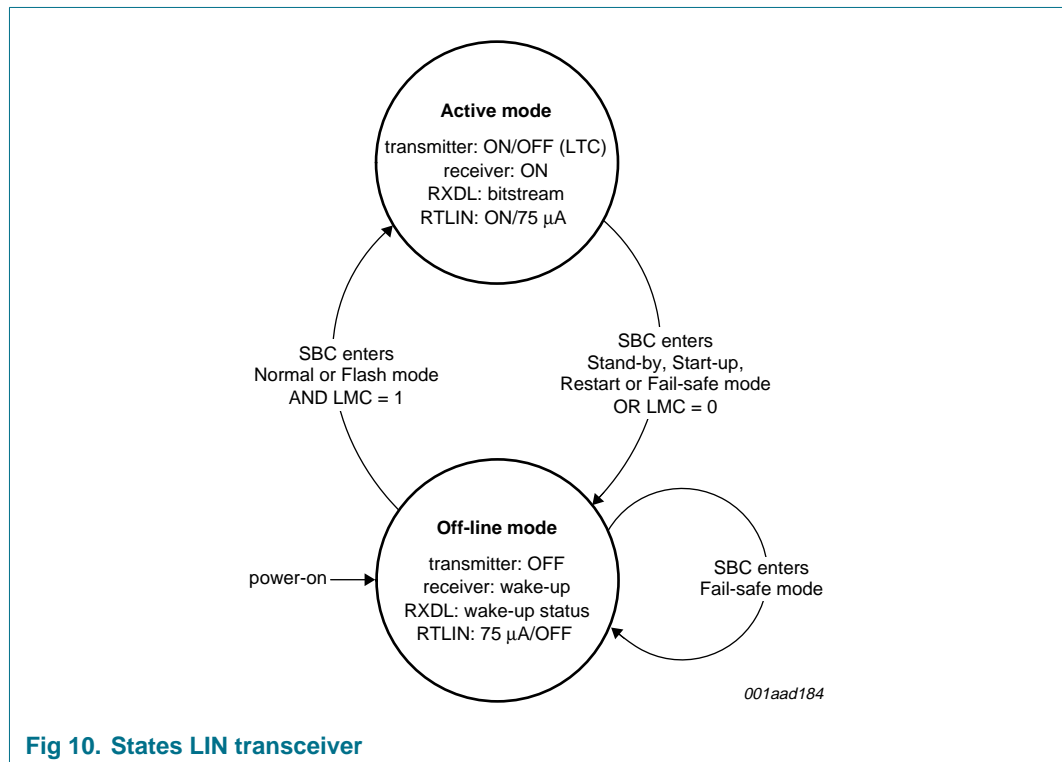 Active mode
transmitter: ON/OFF (LTC)
receiver: ON
RXDL: bitstream
RTLIN: ON/75 μA
SBC enters
Normal or Flash mode
AND LMC = 1
SBC enters
Stand-by, Start-up,
Restart or Fail-safe mode
OR LMC = 0
Off-line mode
transmitter: OFF
receiver: wake-up
RXDL: wake-up status
RTLIN: 75 μA/OFF
power-on
SBC enters
Fail-safe mode
001aad184
Fig 10. States LIN transceiver